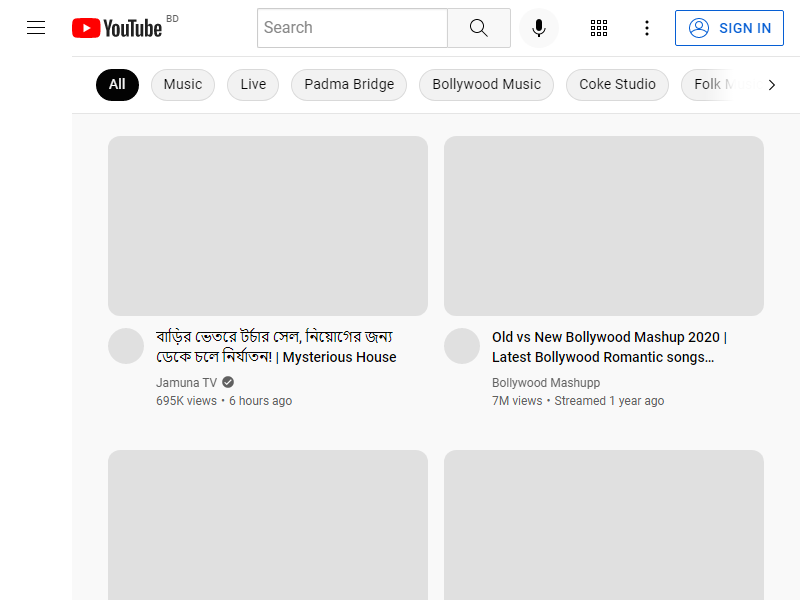 YouTube BD
Search
SIGN IN
All
Music
Live
Padma Bridge
Bollywood Music
Coke Studio
Folk
বাড়ির ভেতরে টর্চার সেল, নিয়োগের জন্য
ডেকে চলে নির্যাতন! | Mysterious House
Jamuna TV
695K views • 6 hours ago
Old vs New Bollywood Mashup 2020 |
Latest Bollywood Romantic songs...
Bollywood Mashupp
7M views • Streamed 1 year ago